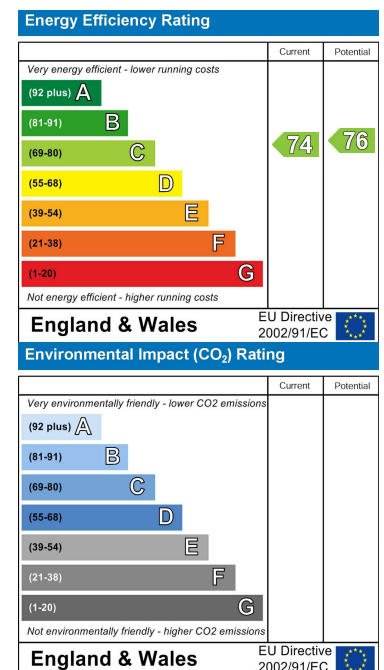 Energy Efficiency Rating
Current Potential
Very energy efficient - lower running costs
(92 plus) A
(81-91) B
(69-80) C
74 76
(55-68) D
(39-54) E
(21-38) F
(1-20) G
Not energy efficient - higher running costs
England & Wales
EU Directive
2002/91/EC
Environmental Impact (CO₂) Rating
Current Potential
Very environmentally friendly - lower CO2 emissions
(92 plus) A
(81-91) B
(69-80) C
(55-68) D
(39-54) E
(21-38) F
(1-20) G
Not environmentally friendly - higher CO2 emissions
England & Wales
EU Directive
2002/91/EC